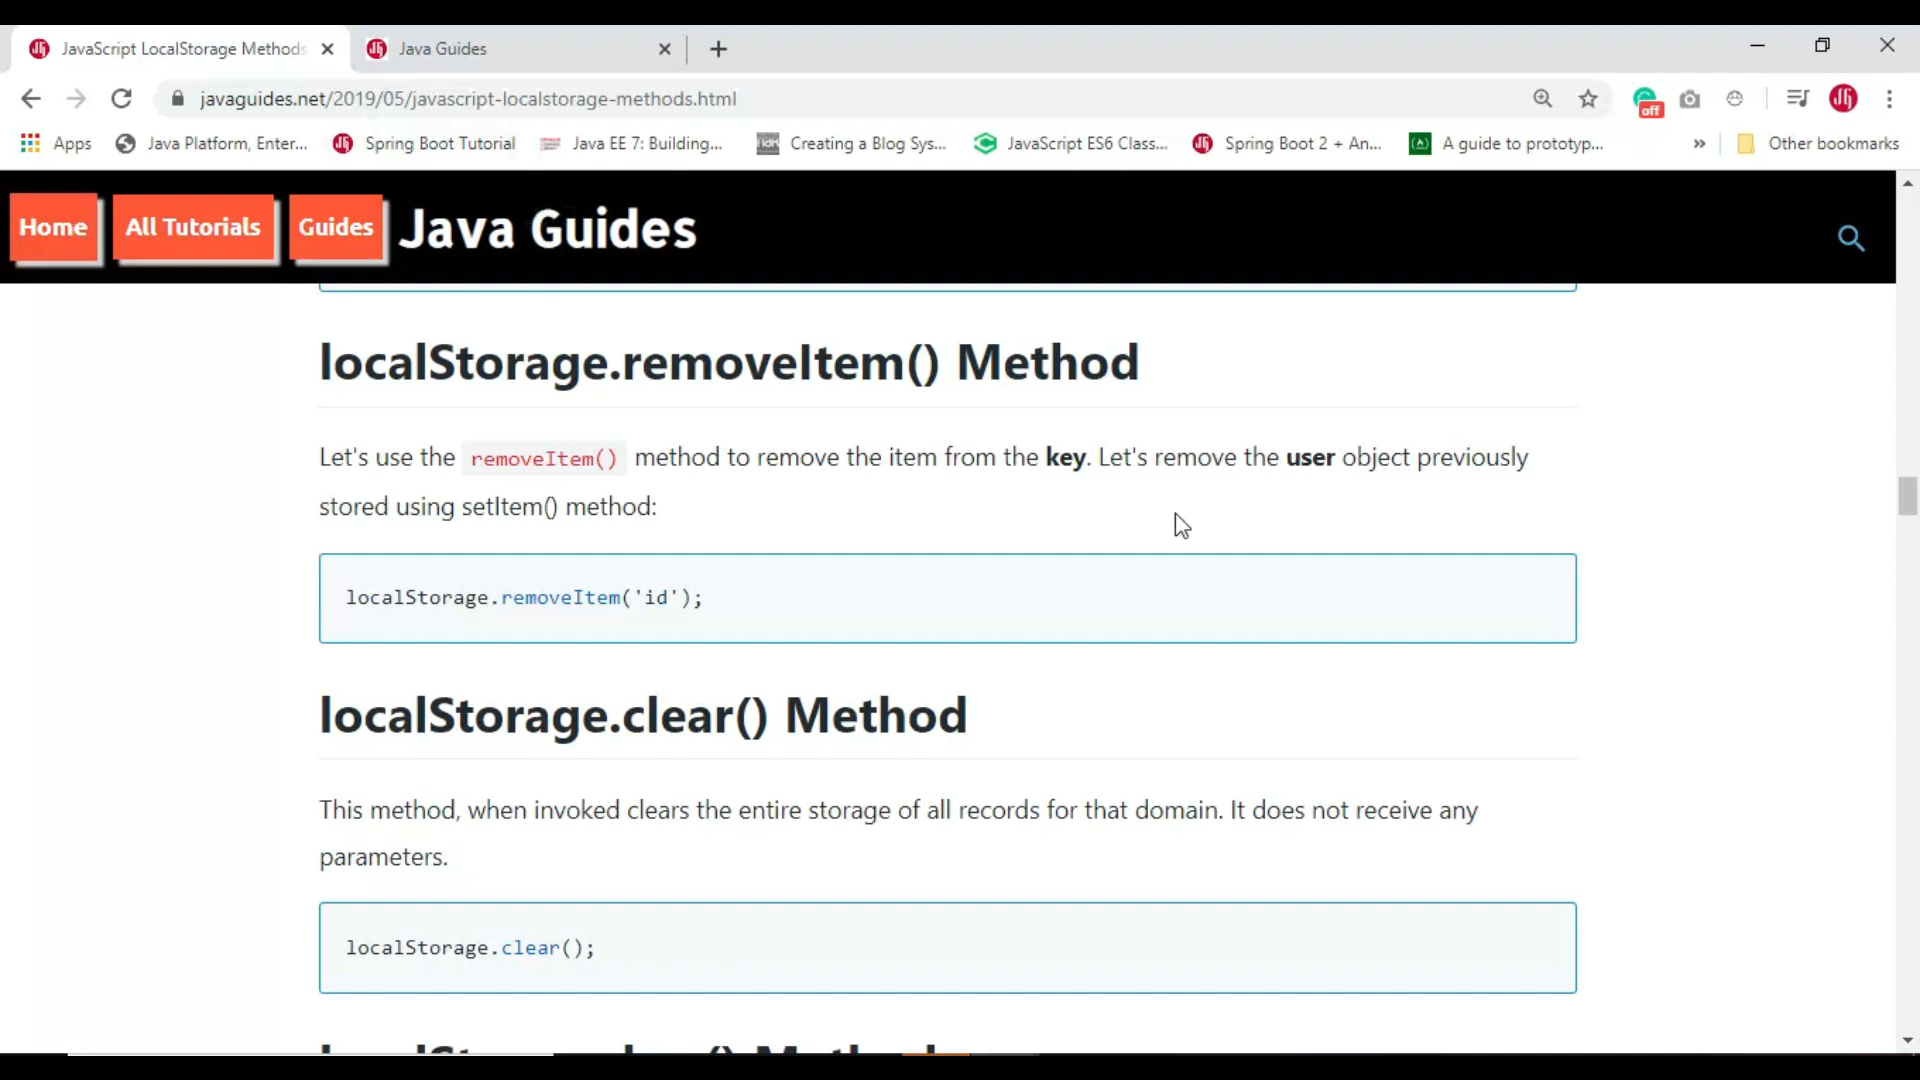 JavaScript LocalStorage Methods
Java Guides
javaguides.net/2019/05/javascript-localstorage-methods.html
off
Apps
Java Platform, Enter...
Spring Boot Tutorial
Java EE 7: Building...
Creating a Blog Sys...
JavaScript ES6 Class...
Spring Boot 2 + An...
A guide to prototyp...
»
Other bookmarks
Home
All Tutorials
Guides
Java Guides
localStorage.removeItem() Method
Let's use the removeItem() method to remove the item from the key. Let's remove the user object previously
stored using setItem() method:
localStorage.removeItem('id');
localStorage.clear() Method
This method, when invoked clears the entire storage of all records for that domain. It does not receive any
parameters.
localStorage.clear();